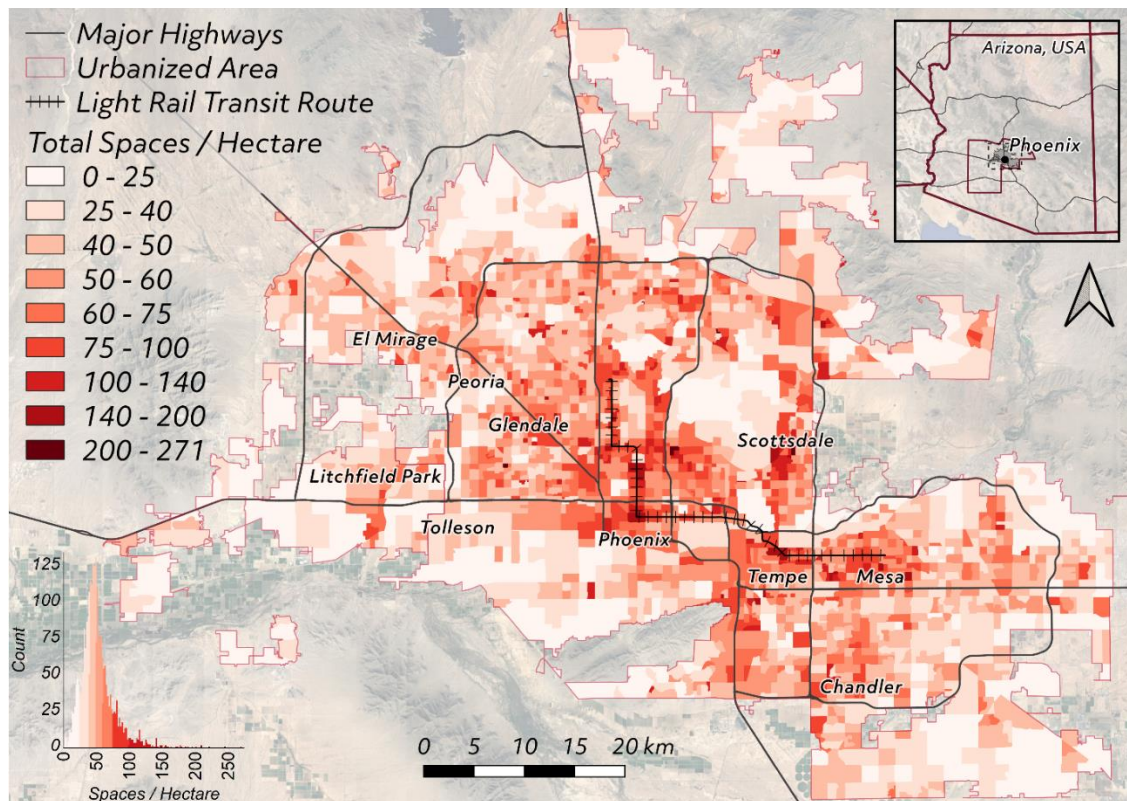 Major Highways
Urbanized Area
Light Rail Transit Route
Total Spaces / Hectare
0 - 25
25 - 40
40 - 50
50 - 60
60 - 75
75 - 100
100 - 140
140 - 200
200 - 271
Arizona, USA
Phoenix
El Mirage
Peoria
Glendale
Scottsdale
Litchfield Park
Tolleson
Phoenix
Tempe
Mesa
Chandler
125
100
75
50
25
0
Count
0
50
100
150
200
250
Spaces / Hectare
0 5 10 15 20 km